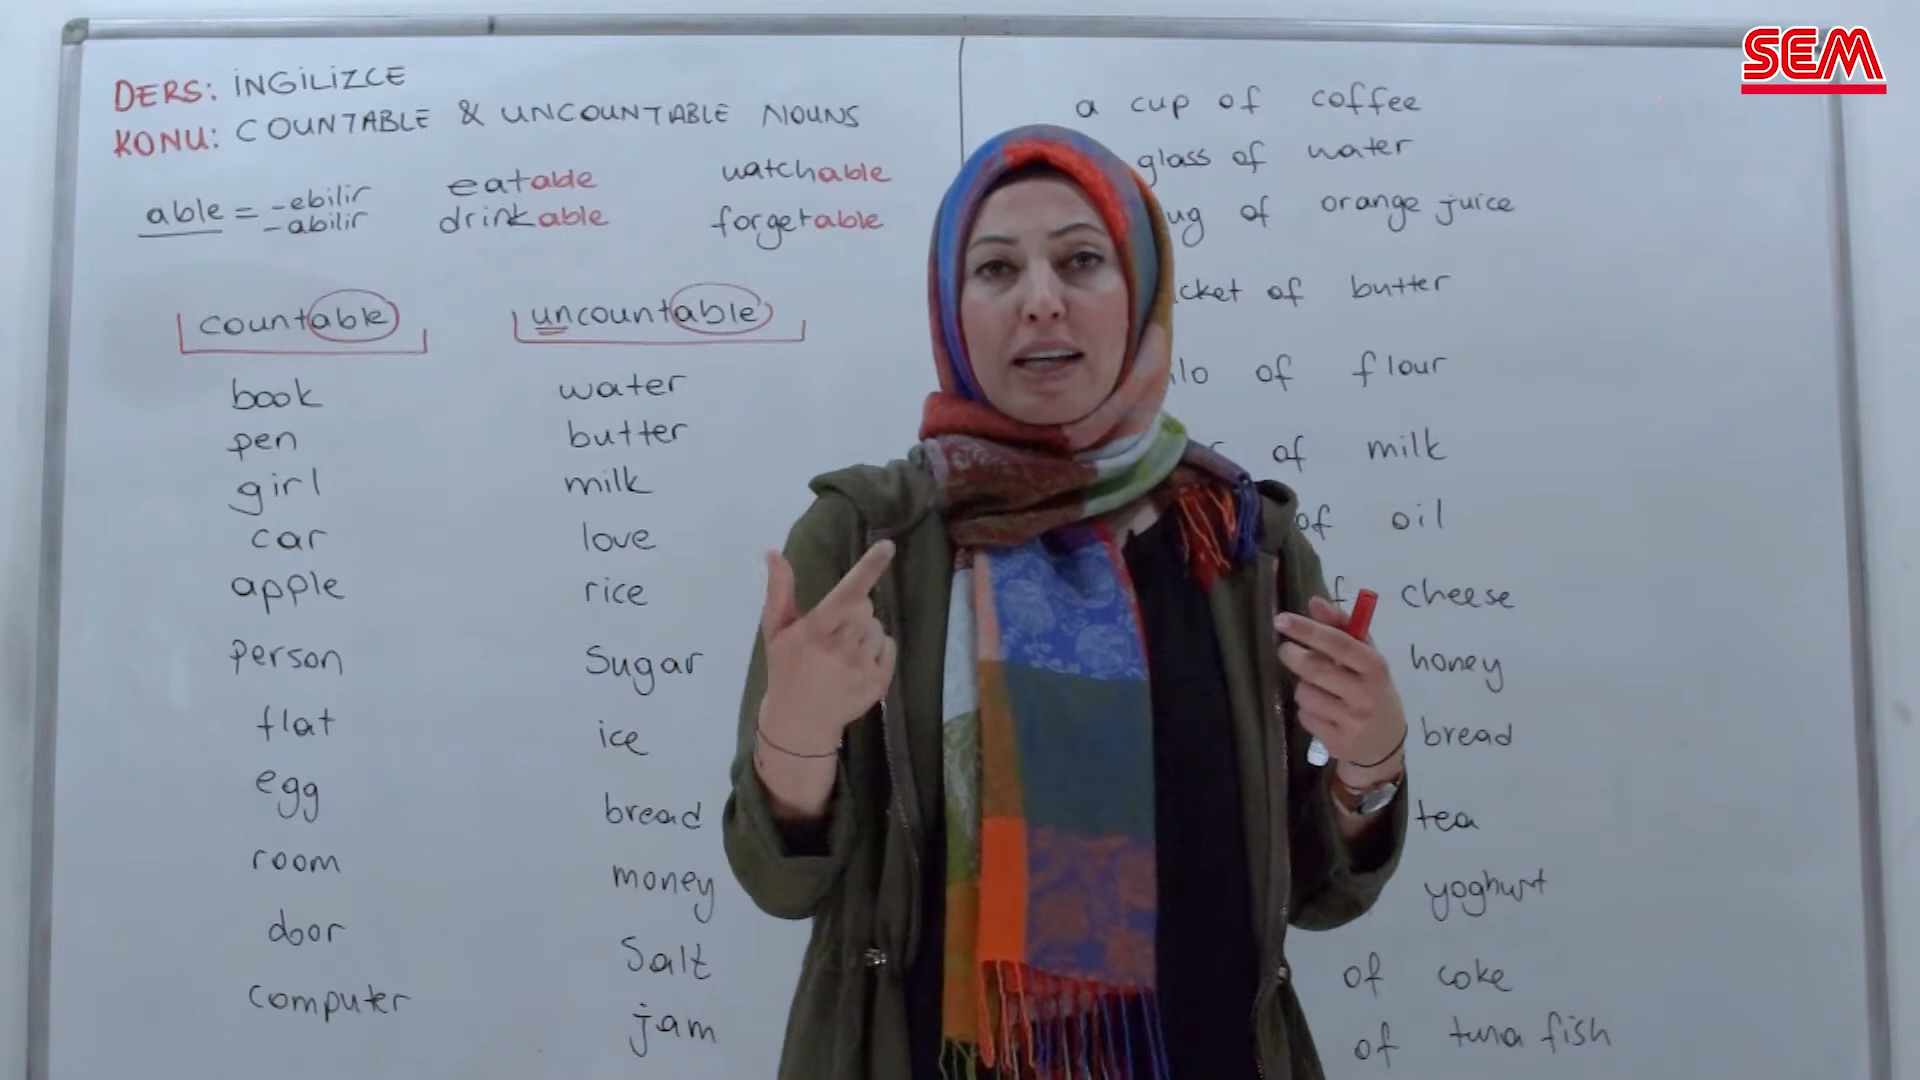 SEM
DERS: İNGİLİZCE
KONU: COUNTABLE & UNCOUNTABLE NOUNS
able = -ebilir
-abilir
eatable
drinkable
watchable
forgetable
countable
book
pen
girl
car
apple
person
flat
egg
room
door
computer
uncountable
water
butter
milk
love
rice
sugar
ice
bread
money
Salt
jam
a cup of coffee
glass of water
of orange juice
of butter
of flour
of milk
of oil
cheese
honey
bread
tea
yoghurt
of coke
of tuna fish